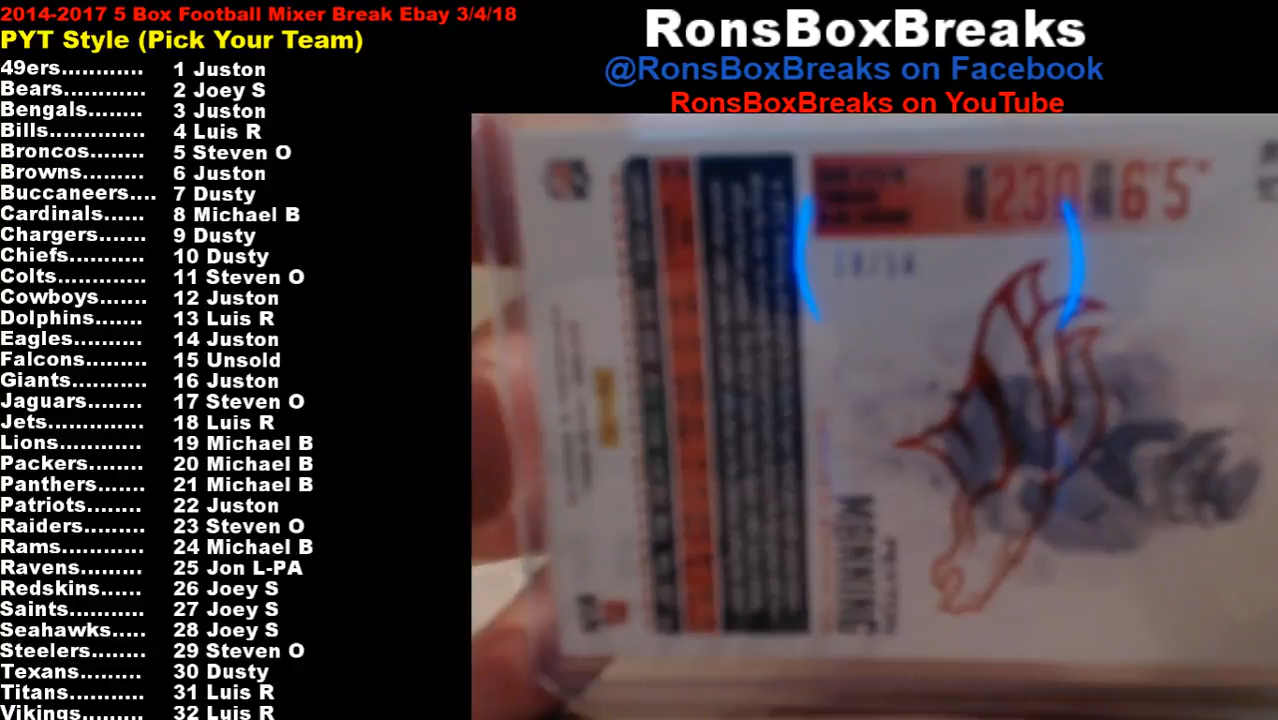 2014-2017 5 Box Football Mixer Break Ebay 3/4/18
PYT Style (Pick Your Team)
49ers............ 1 Juston
Bears............ 2 Joey S
Bengals........ 3 Juston
Bills.............. 4 Luis R
Broncos........ 5 Steven O
Browns......... 6 Juston
Buccaneers.... 7 Dusty
Cardinals...... 8 Michael B
Chargers...... 9 Dusty
Chiefs........... 10 Dusty
Colts............. 11 Steven O
Cowboys....... 12 Juston
Dolphins....... 13 Luis R
Eagles.......... 14 Juston
Falcons......... 15 Unsold
Giants........... 16 Juston
Jaguars........ 17 Steven O
Jets.............. 18 Luis R
Lions............ 19 Michael B
Packers........ 20 Michael B
Panthers....... 21 Michael B
Patriots........ 22 Juston
Raiders......... 23 Steven O
Rams............ 24 Michael B
Ravens......... 25 Jon L-PA
Redskins...... 26 Joey S
Saints........... 27 Joey S
Seahawks..... 28 Joey S
Steelers........ 29 Steven O
Texans......... 30 Dusty
Titans........... 31 Luis R
Vikings......... 32 Luis R
RonsBoxBreaks
@RonsBoxBreaks on Facebook
RonsBoxBreaks on YouTube
230 6'5"
10/10
PEYTON
MANNING